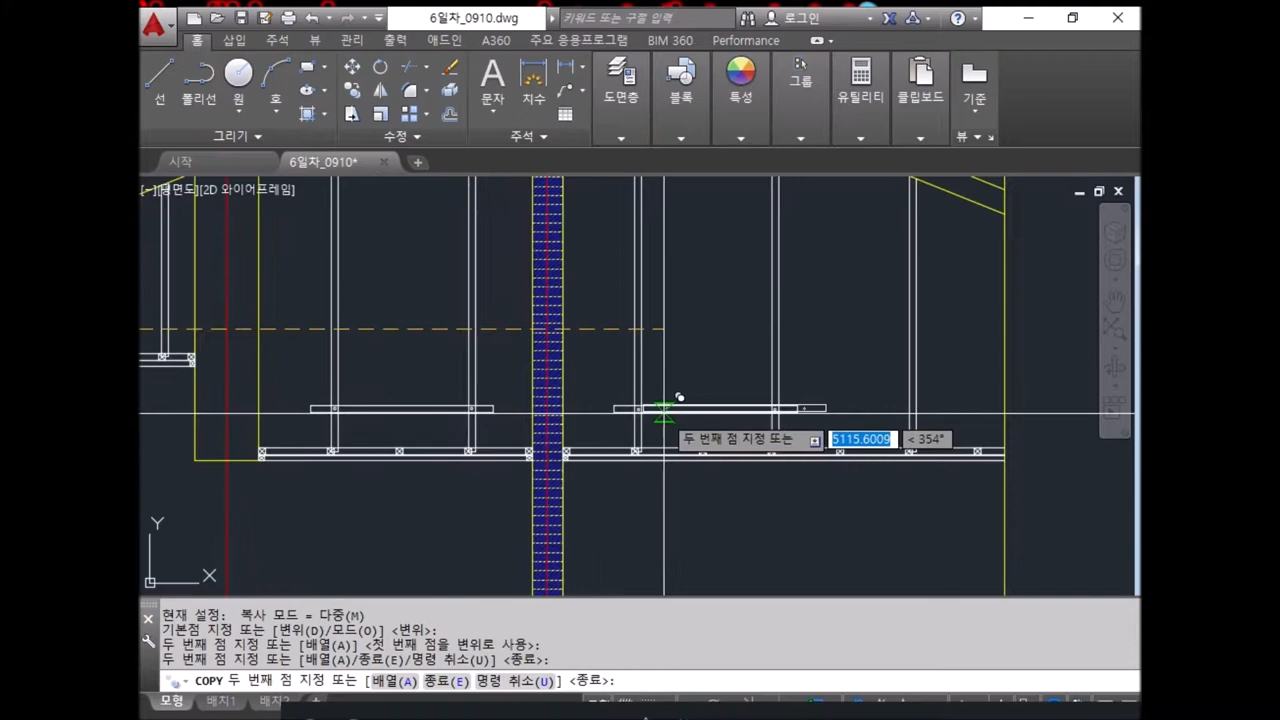 6일차_0910.dwg
키워드 또는 구절 입력
로그인
홈 삽입 주석 뷰 관리 출력 애드인 A360 주요 응용프로그램 BIM 360 Performance
선 폴리선 원 호 문자 치수 도면층 블록 특성 그룹 유틸리티 클립보드 기준
그리기 수정 주석 뷰
시작 6일차_0910*
[−][평면도][2D 와이어프레임]
두 번째 점 지정 또는 5115.6009 < 354°
Y
X
현재 설정: 복사 모드 = 다중(M)
기본점 지정 또는 [변위(D)/모드(O)] <변위>:
두 번째 점 지정 또는 [배열(A)] <첫 번째 점을 변위로 사용>:
두 번째 점 지정 또는 [배열(A)/종료(E)/명령 취소(U)] <종료>:
COPY 두 번째 점 지정 또는 [배열(A) 종료(E) 명령 취소(U)] <종료>:
모형 배치1 배치2